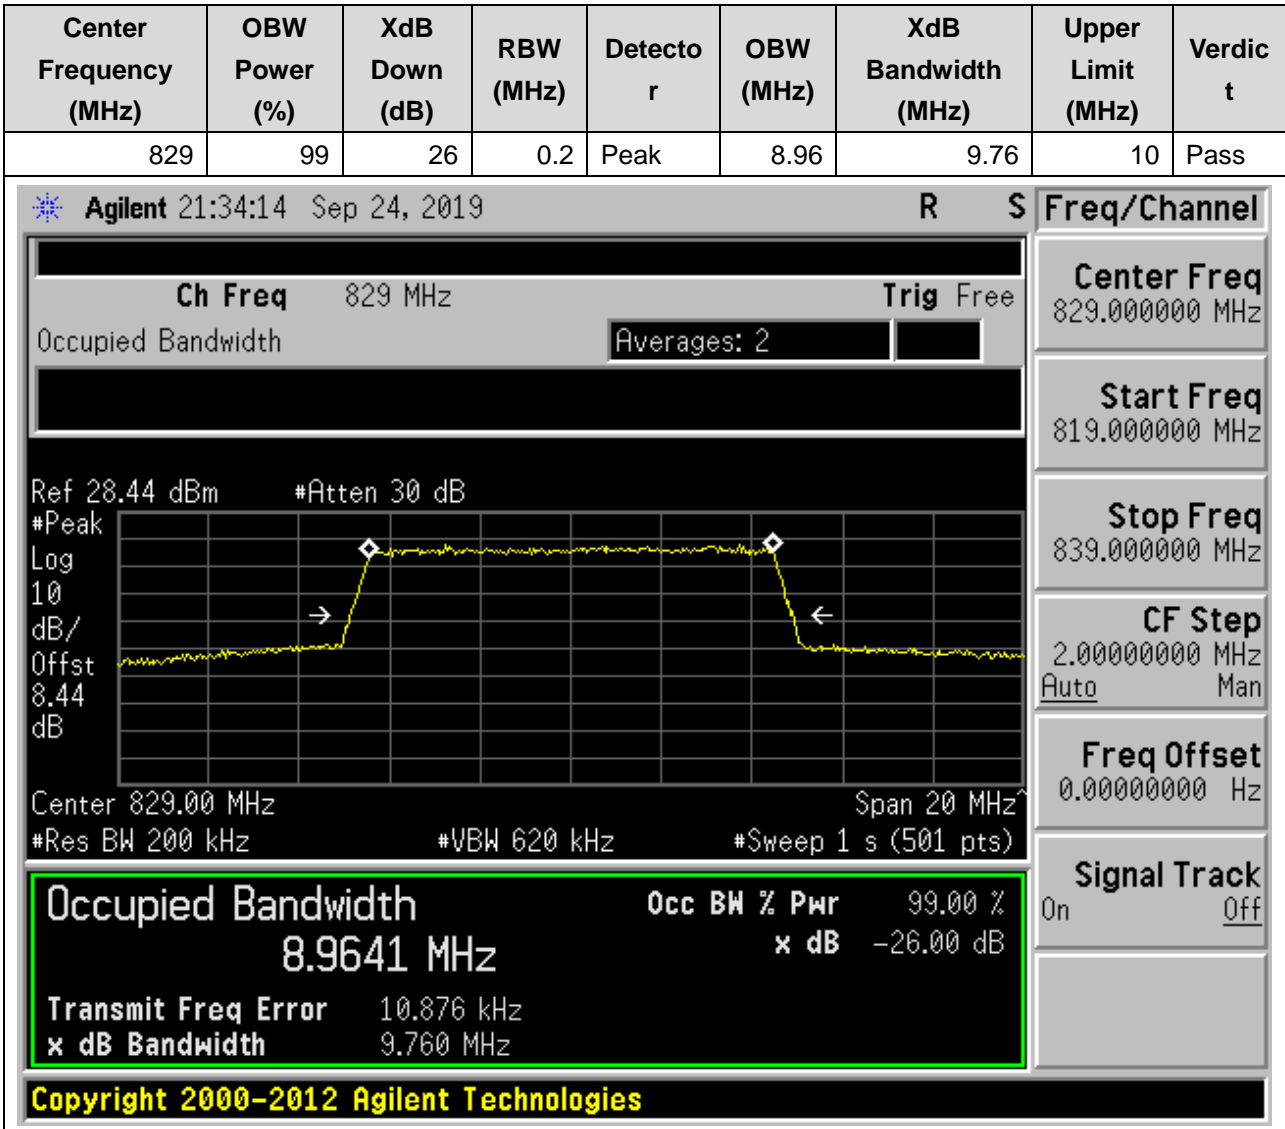 Center Frequency (MHz) OBW Power (%) XdB Down (dB) RBW (MHz) Detecto r OBW (MHz) XdB Bandwidth (MHz) Upper Limit (MHz) Verdic t
829 99 26 0.2 Peak 8.96 9.76 10 Pass
Agilent 21:34:14 Sep 24, 2019 R S
Ch Freq 829 MHz Trig Free
Occupied Bandwidth Averages: 2
Ref 28.44 dBm #Atten 30 dB
#Peak
Log
10
dB/
Offst
8.44
dB
Center 829.00 MHz Span 20 MHz^
#Res BW 200 kHz #VBW 620 kHz #Sweep 1 s (501 pts)
Occupied Bandwidth Occ BW % Pwr 99.00 %
8.9641 MHz x dB -26.00 dB
Transmit Freq Error 10.876 kHz
x dB Bandwidth 9.760 MHz
Copyright 2000-2012 Agilent Technologies
Freq/Channel
Center Freq
829.000000 MHz
Start Freq
819.000000 MHz
Stop Freq
839.000000 MHz
CF Step
2.00000000 MHz
Auto Man
Freq Offset
0.00000000 Hz
Signal Track
On Off